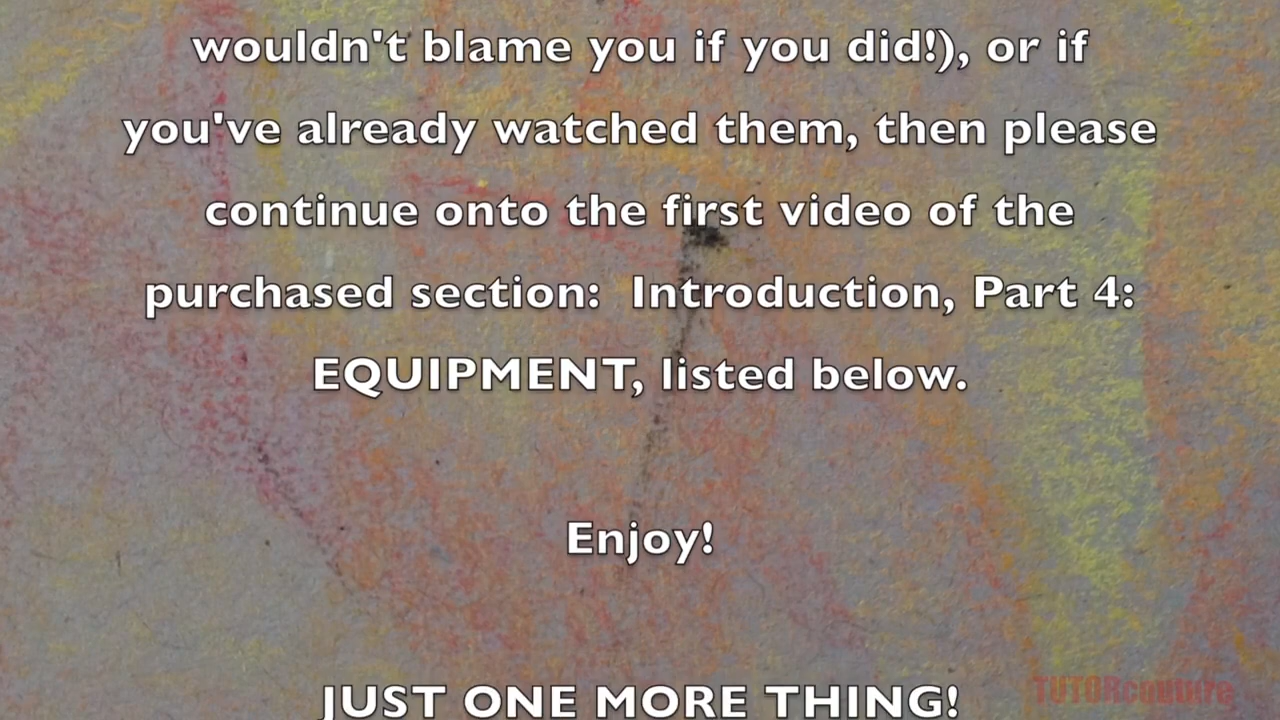 wouldn't blame you if you did!), or if
you've already watched them, then please
continue onto the first video of the
purchased section:  Introduction, Part 4:
EQUIPMENT, listed below.
Enjoy!
JUST ONE MORE THING!
TUTORcouture